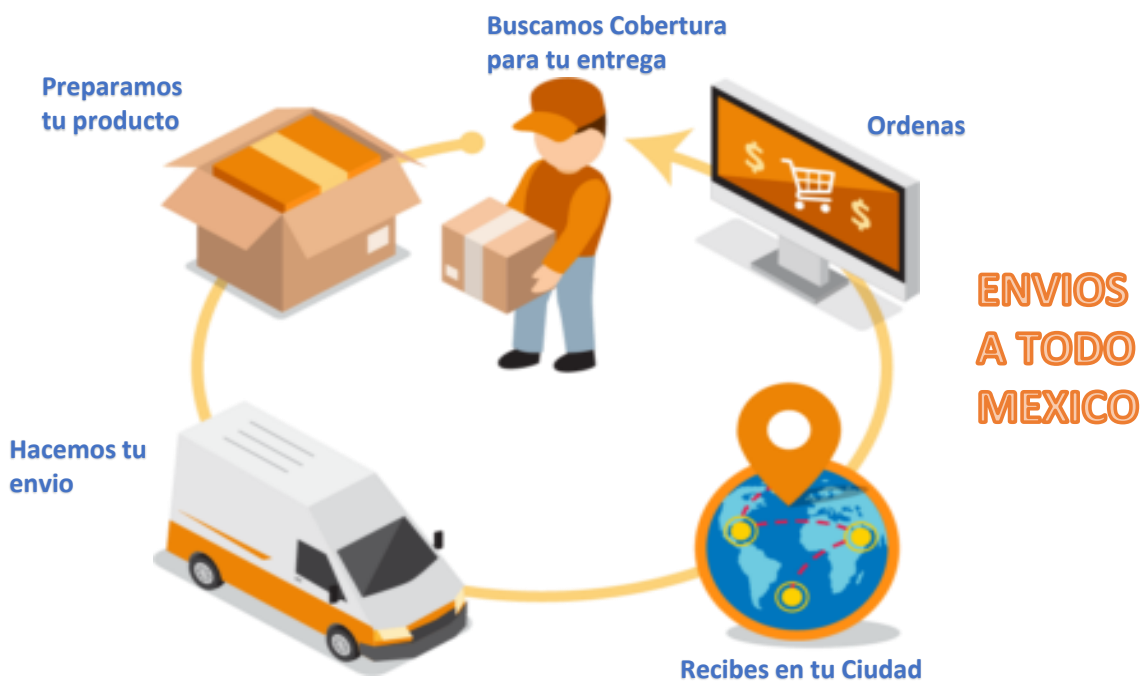 Buscamos Cobertura
para tu entrega
Preparamos
tu producto
Ordenas
$
$
ENVIOS
A TODO
MEXICO
Hacemos tu
envio
Recibes en tu Ciudad